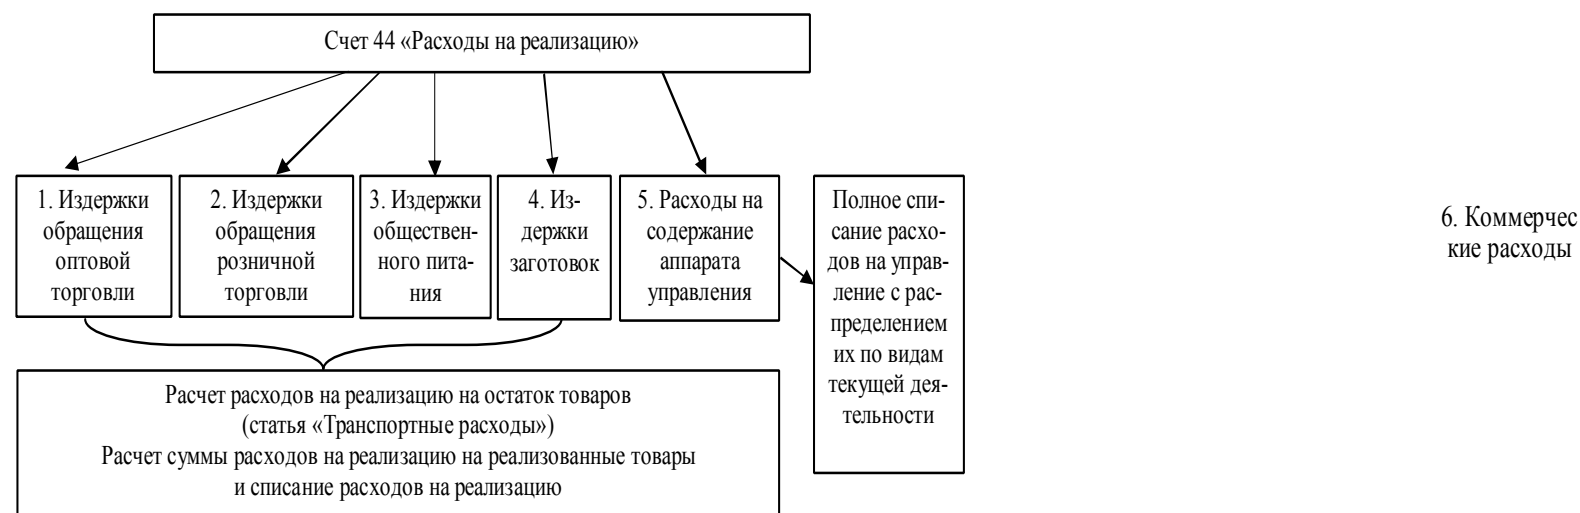 Счет 44 «Расходы на реализацию»
1. Издержки
обращения
оптовой
торговли
2. Издержки
обращения
розничной
торговли
3. Издержки
обществен-
ного пита-
ния
4. Из-
держки
заготовок
5. Расходы на
содержание
аппарата
управления
Полное спи-
сание расхо-
дов на управ-
ление с рас-
пределением
их по видам
текущей дея-
тельности
6. Коммерчес
кие расходы
Расчет расходов на реализацию на остаток товаров
(статья «Транспортные расходы»)
Расчет суммы расходов на реализацию на реализованные товары
и списание расходов на реализацию